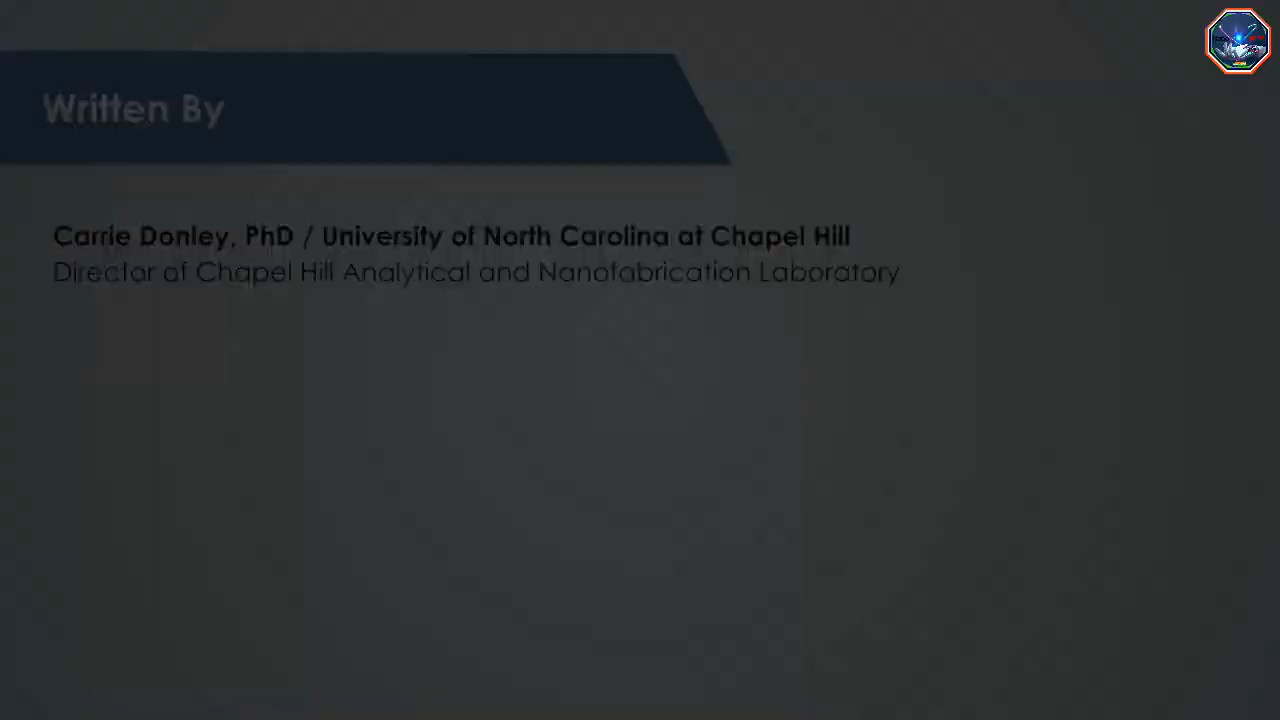 Written By
Carrie Donley, PhD / University of North Carolina at Chapel Hill
Director of Chapel Hill Analytical and Nanofabrication Laboratory